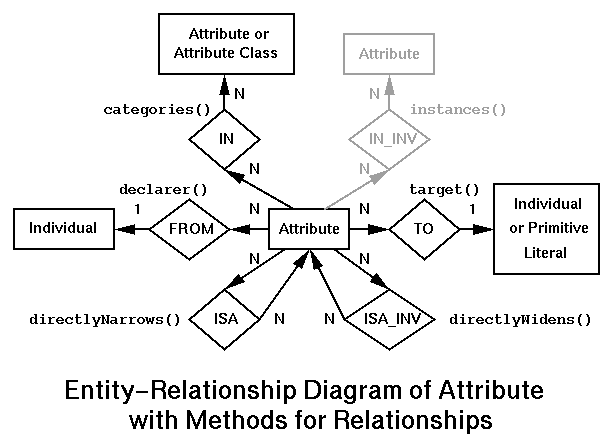 Attribute or
Attribute Class
Attribute
N
N
categories()
instances()
IN
IN_INV
N
N
declarer()
target()
1
N
N
1
Individual
FROM
Attribute
TO
Individual
or Primitive
Literal
N
N
directlyNarrows()
ISA
N
N
ISA_INV
directlyWidens()
Entity-Relationship Diagram of Attribute
with Methods for Relationships